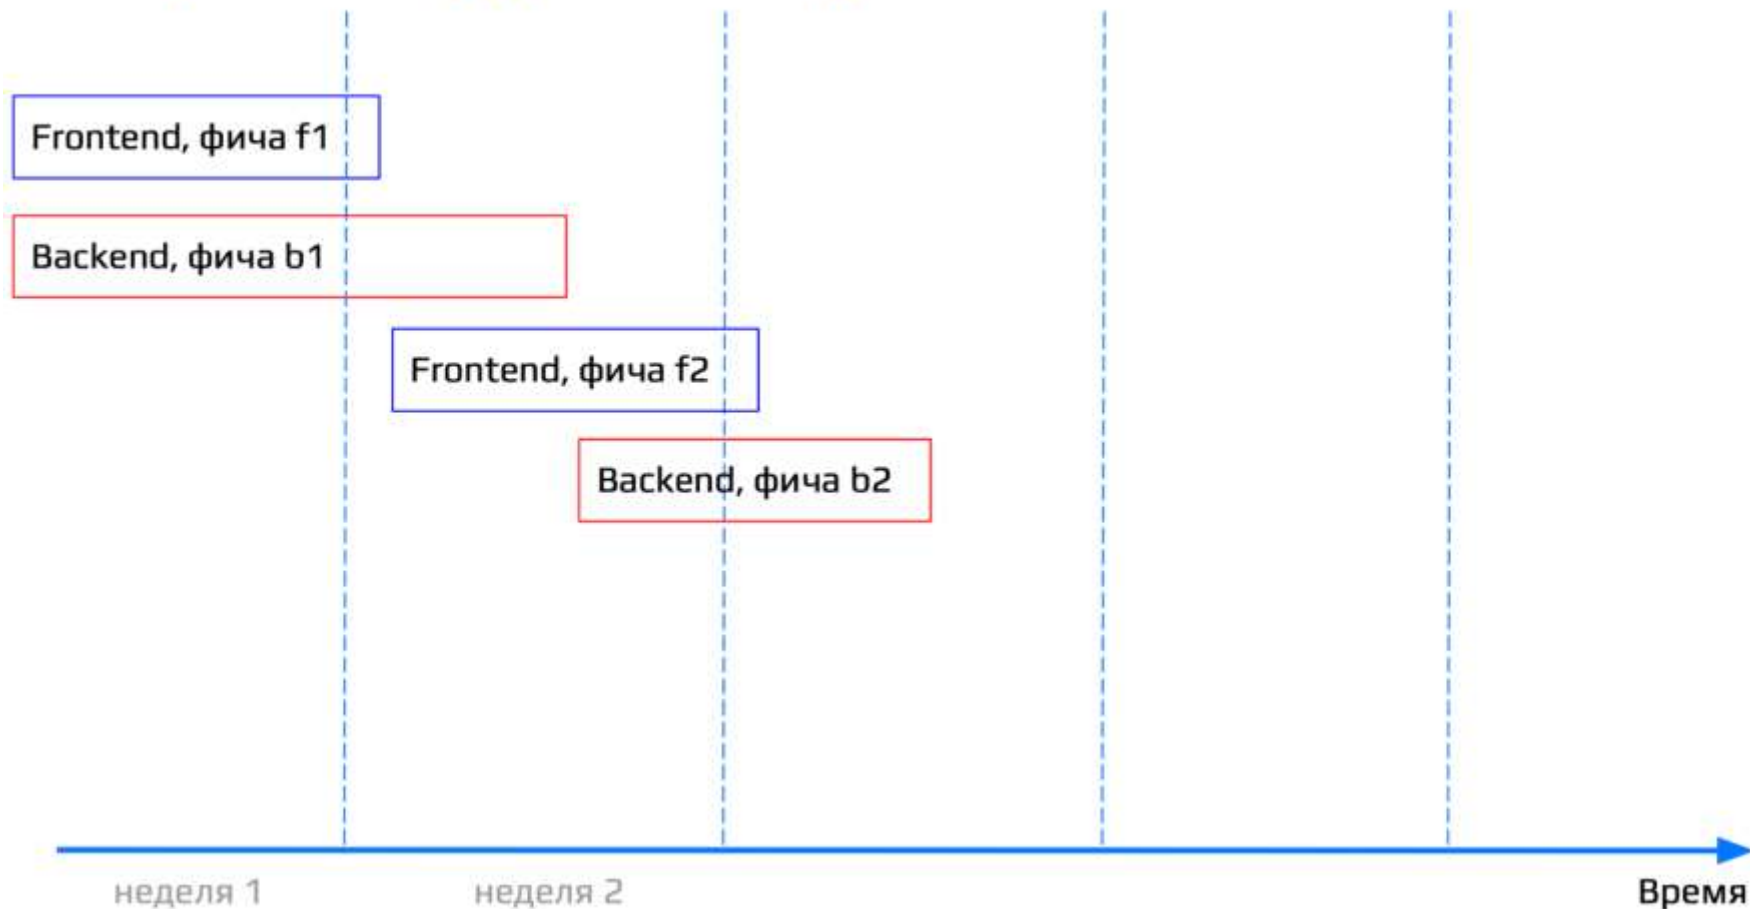 Frontend, фича f1
Backend, фича b1
Frontend, фича f2
Backend, фича b2
неделя 1
неделя 2
Время